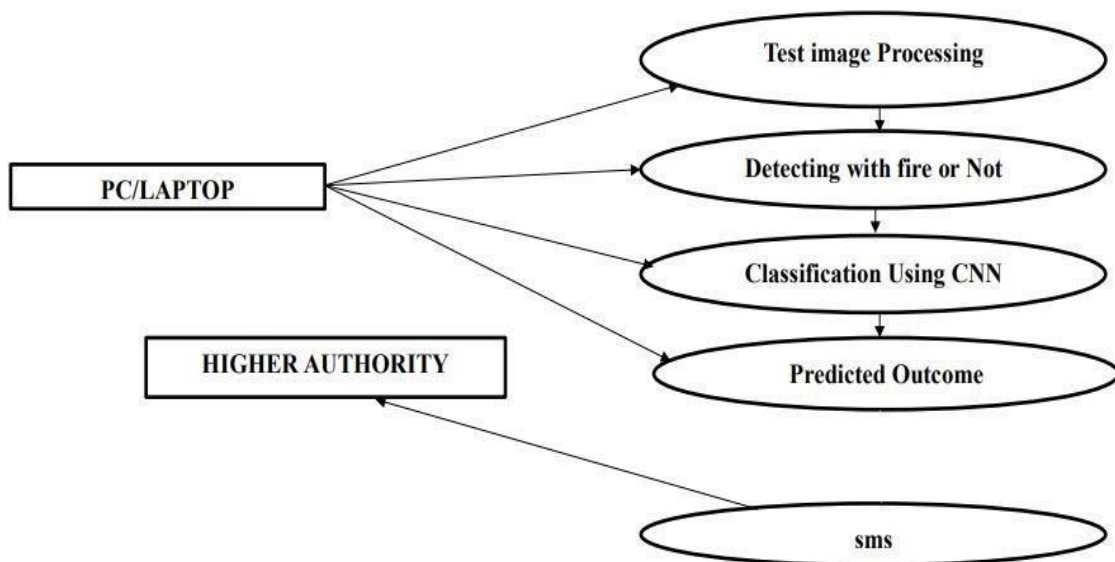 Test image Processing
Detecting with fire or Not
PC/LAPTOP
Classification Using CNN
HIGHER AUTHORITY
Predicted Outcome
sms